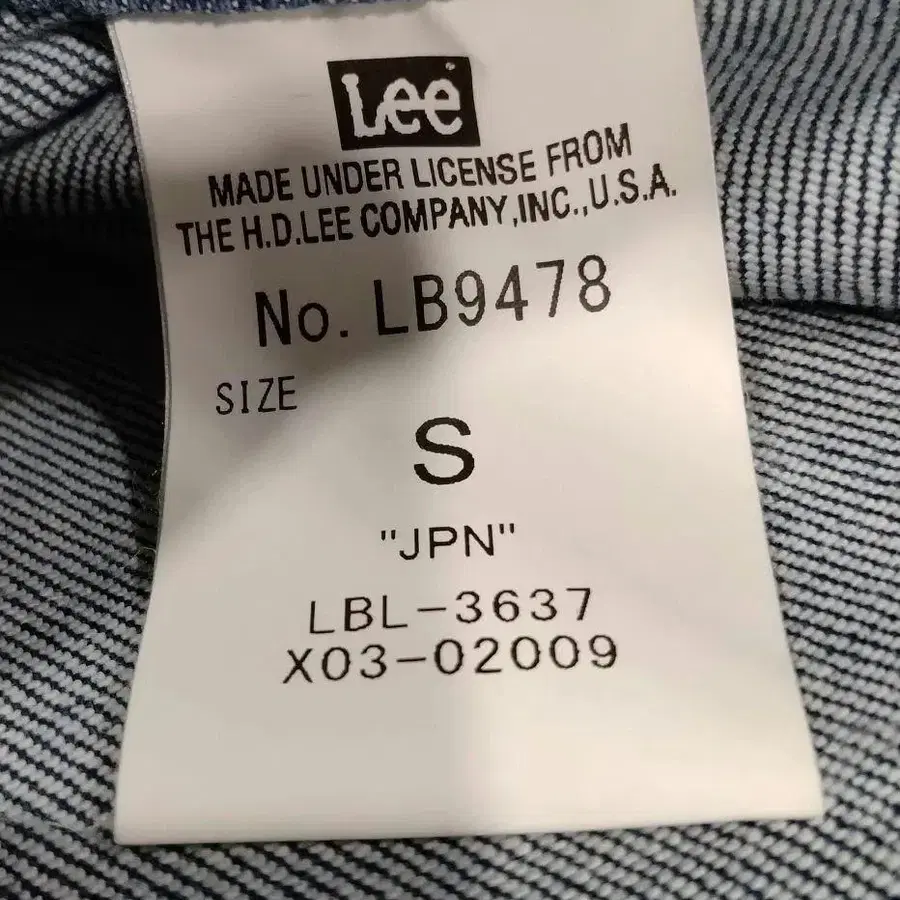 Lee
MADE UNDER LICENSE FROM
THE H.D.LEE COMPANY,INC.,U.S.A.
No. LB9478
SIZE
S
"JPN"
LBL-3637
X03-02009